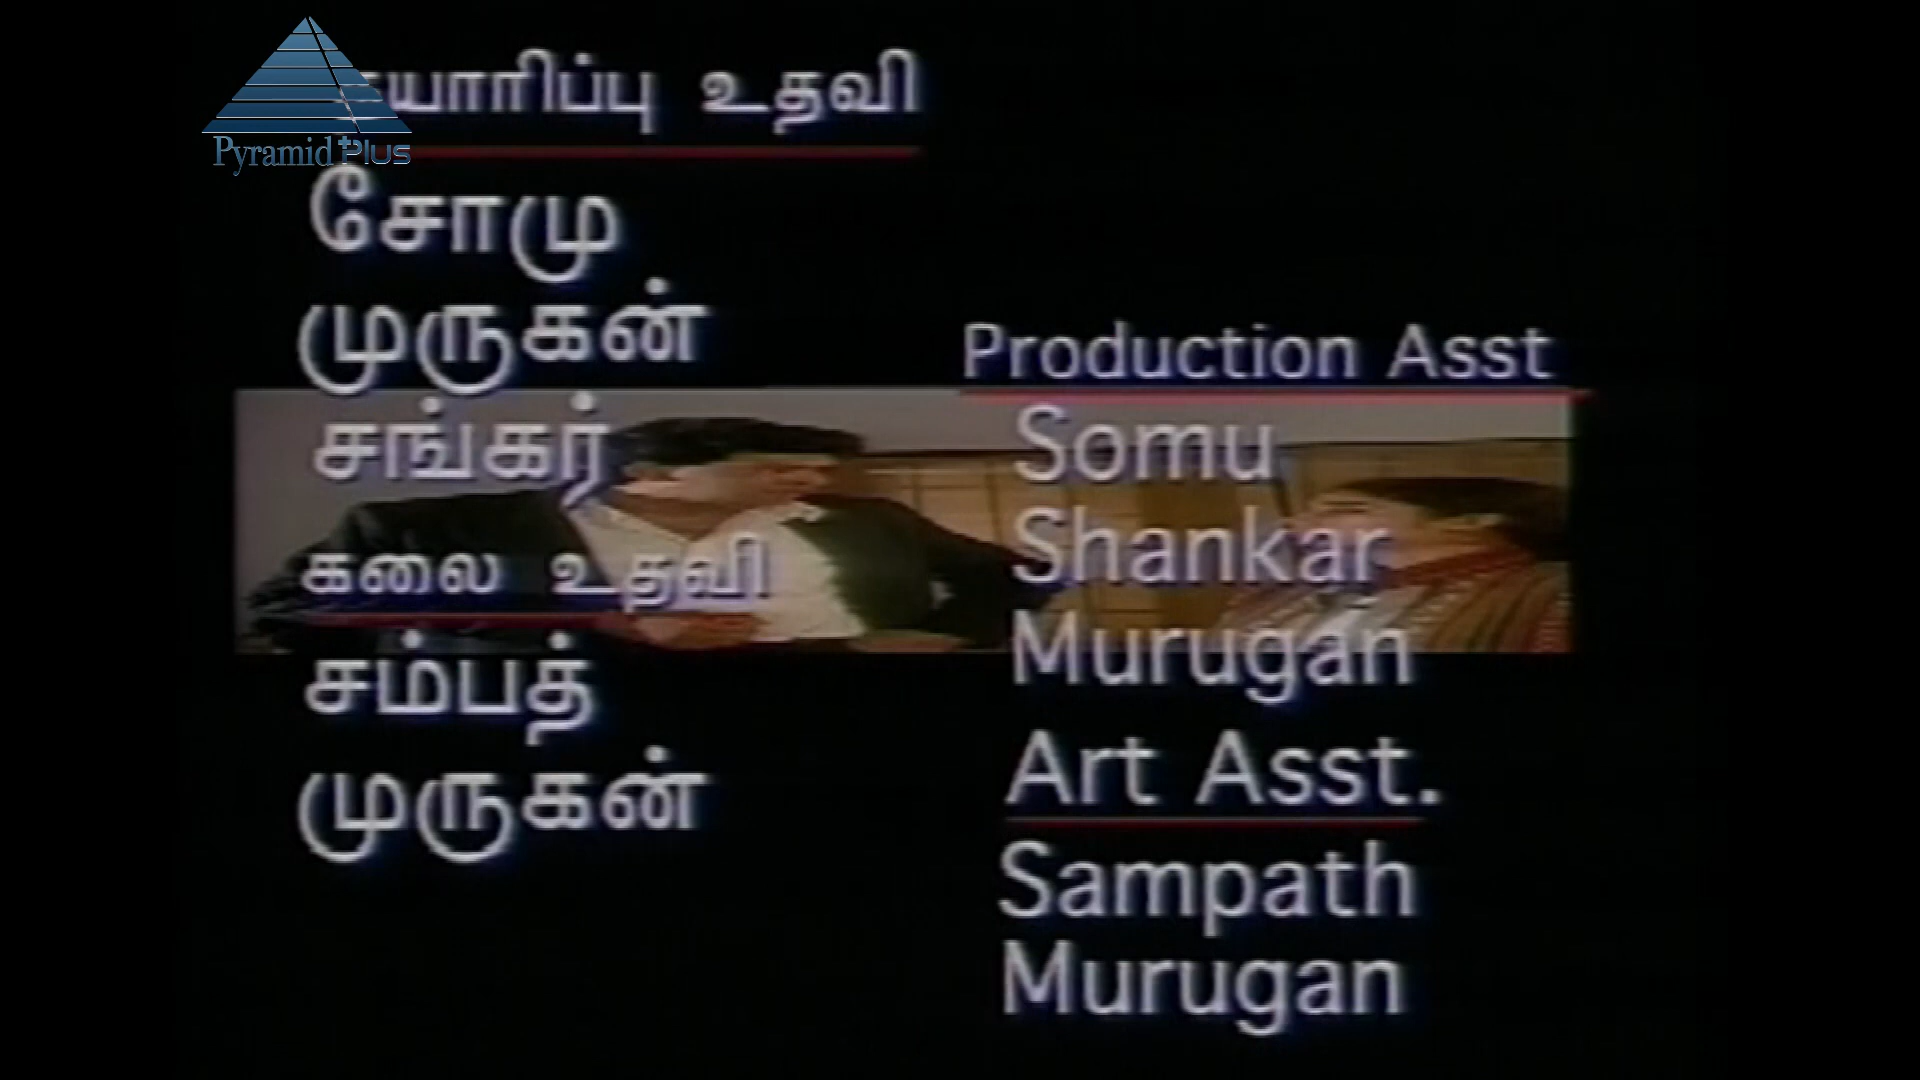 Pyramid Plus
உதவி
சோமு
முருகன்
சங்கர்
கலை உதவி
சம்பத்
முருகன்
Production Asst
Somu
Shankar
Murugan
Art Asst.
Sampath
Murugan